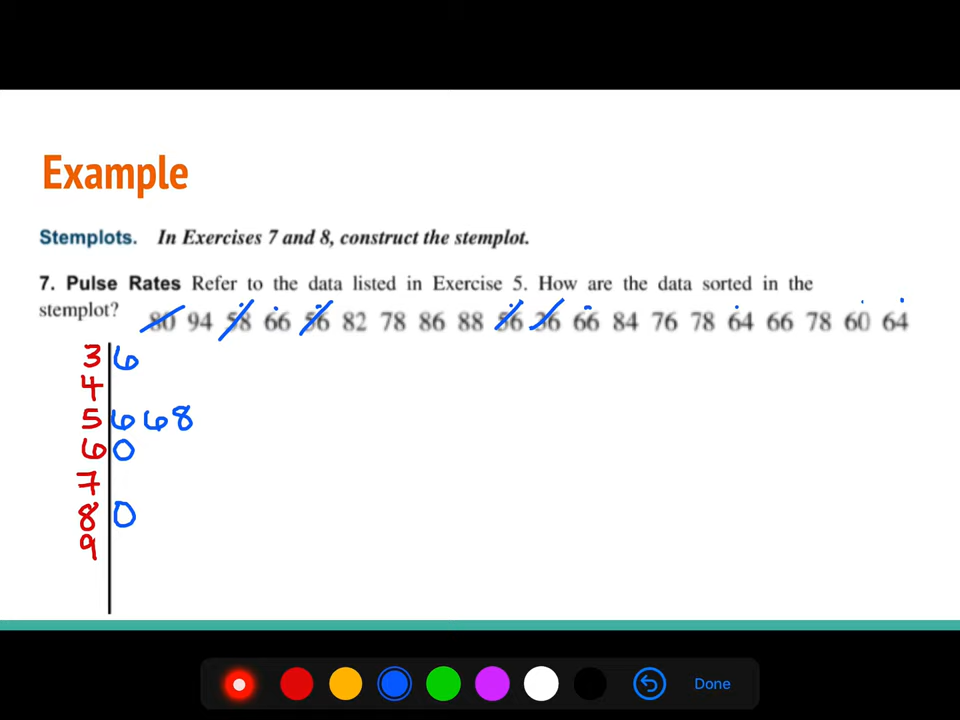 Example
Stemplots. In Exercises 7 and 8, construct the stemplot.
7. Pulse Rates Refer to the data listed in Exercise 5. How are the data sorted in the
stemplot?
80 94 58 66 56 82 78 86 88 56 36 66 84 76 78 64 66 78 60 64
3 6
4
5 6 6 8
6 0
7
8 0
9
Done